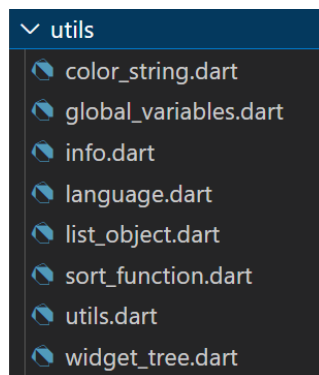 utils
color_string.dart
global_variables.dart
info.dart
language.dart
list_object.dart
sort_function.dart
utils.dart
widget_tree.dart